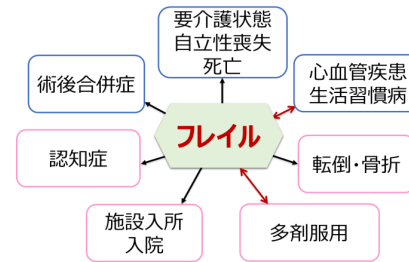 要介護状態
自立性喪失
死亡
心血管疾患
生活習慣病
術後合併症
フレイル
認知症
転倒・骨折
施設入所
入院
多剤服用